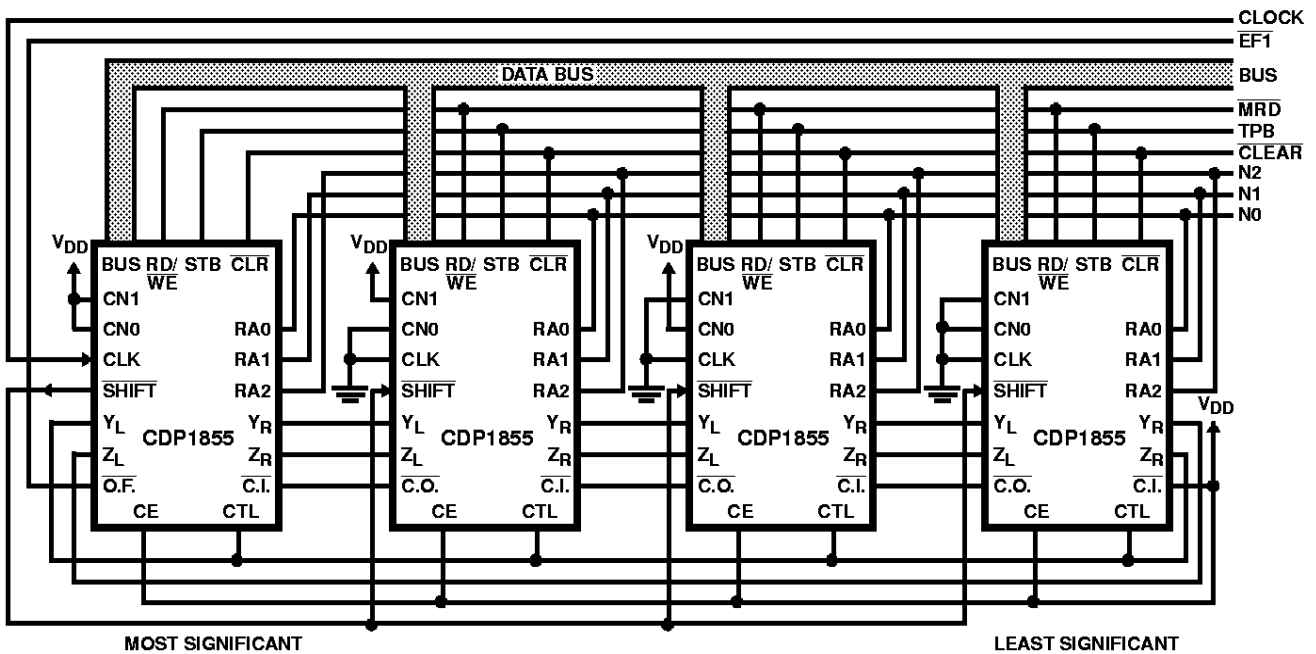 CLOCK
EF1
DATA BUS
BUS
MRD
TPB
CLEAR
N2
N1
N0
VDD
BUS RD/WE STB CLR
CN1
CN0
CLK
SHIFT
YL
ZL
O.F.
CE
CTL
RA0
RA1
RA2
YR
ZR
C.I.
CDP1855
VDD
BUS RD/WE STB CLR
CN1
CN0
CLK
SHIFT
YL
ZL
C.O.
CE
CTL
RA0
RA1
RA2
YR
ZR
C.I.
CDP1855
VDD
BUS RD/WE STB CLR
CN1
CN0
CLK
SHIFT
YL
ZL
C.O.
CE
CTL
RA0
RA1
RA2
YR
ZR
C.I.
CDP1855
BUS RD/WE STB CLR
CN1
CN0
CLK
SHIFT
YL
ZL
C.O.
CE
CTL
RA0
RA1
RA2
YR
ZR
C.I.
CDP1855
VDD
MOST SIGNIFICANT
LEAST SIGNIFICANT